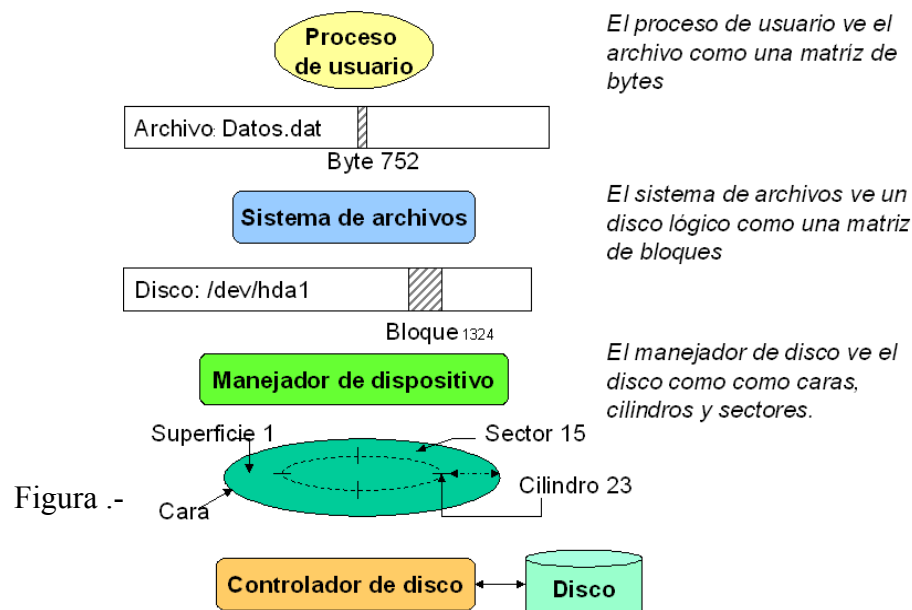 Proceso
de usuario
El proceso de usuario ve el
archivo como una matríz de
bytes
Archivo: Datos.dat
Byte 752
Sistema de archivos
El sistema de archivos ve un
disco lógico como una matriz
de bloques
Disco: /dev/hda1
Bloque 1324
Manejador de dispositivo
El manejador de disco ve el
disco como como caras,
cilindros y sectores.
Superficie 1
Sector 15
Cilindro 23
Cara
Figura .-
Controlador de disco
Disco